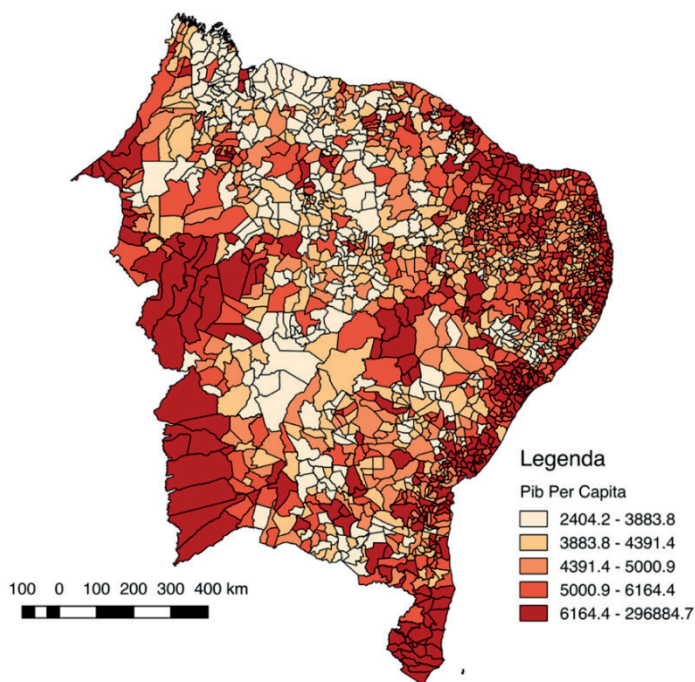 Legenda
Pib Per Capita
2404.2 - 3883.8
3883.8 - 4391.4
4391.4 - 5000.9
5000.9 - 6164.4
6164.4 - 296884.7
100 0 100 200 300 400 km